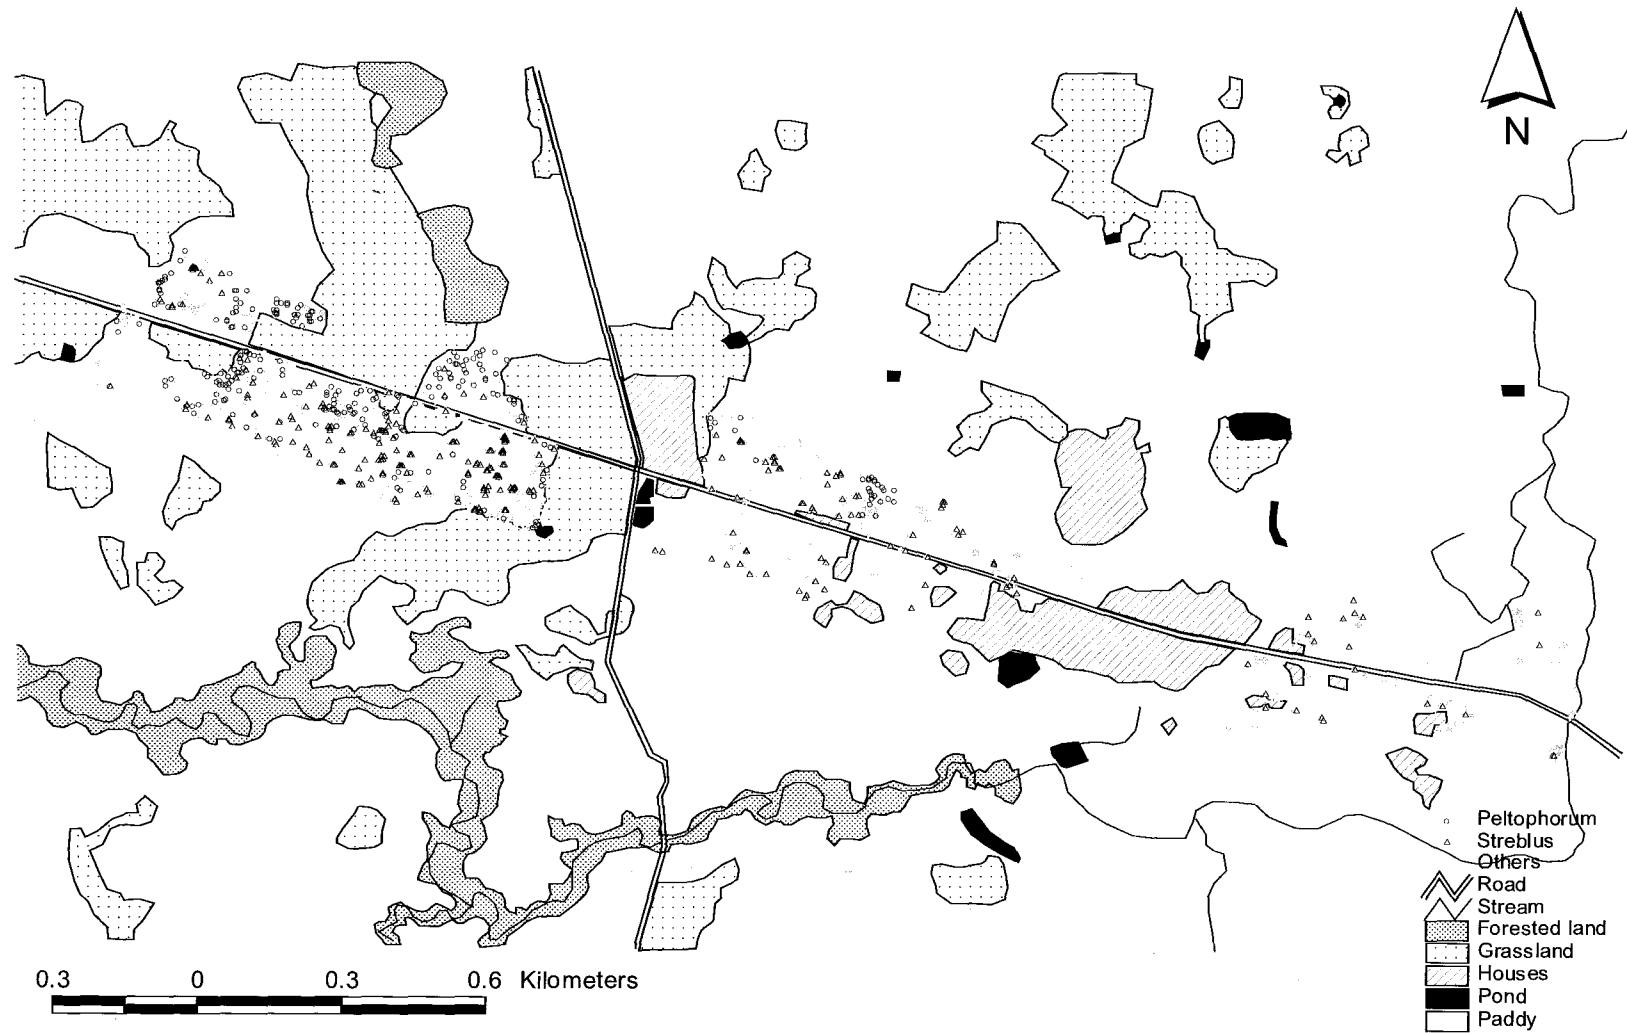 N
Peltophorum
Streblus
Others
Road
Stream
Forested land
Grassland
Houses
Pond
Paddy
0.3 0 0.3 0.6 Kilometers